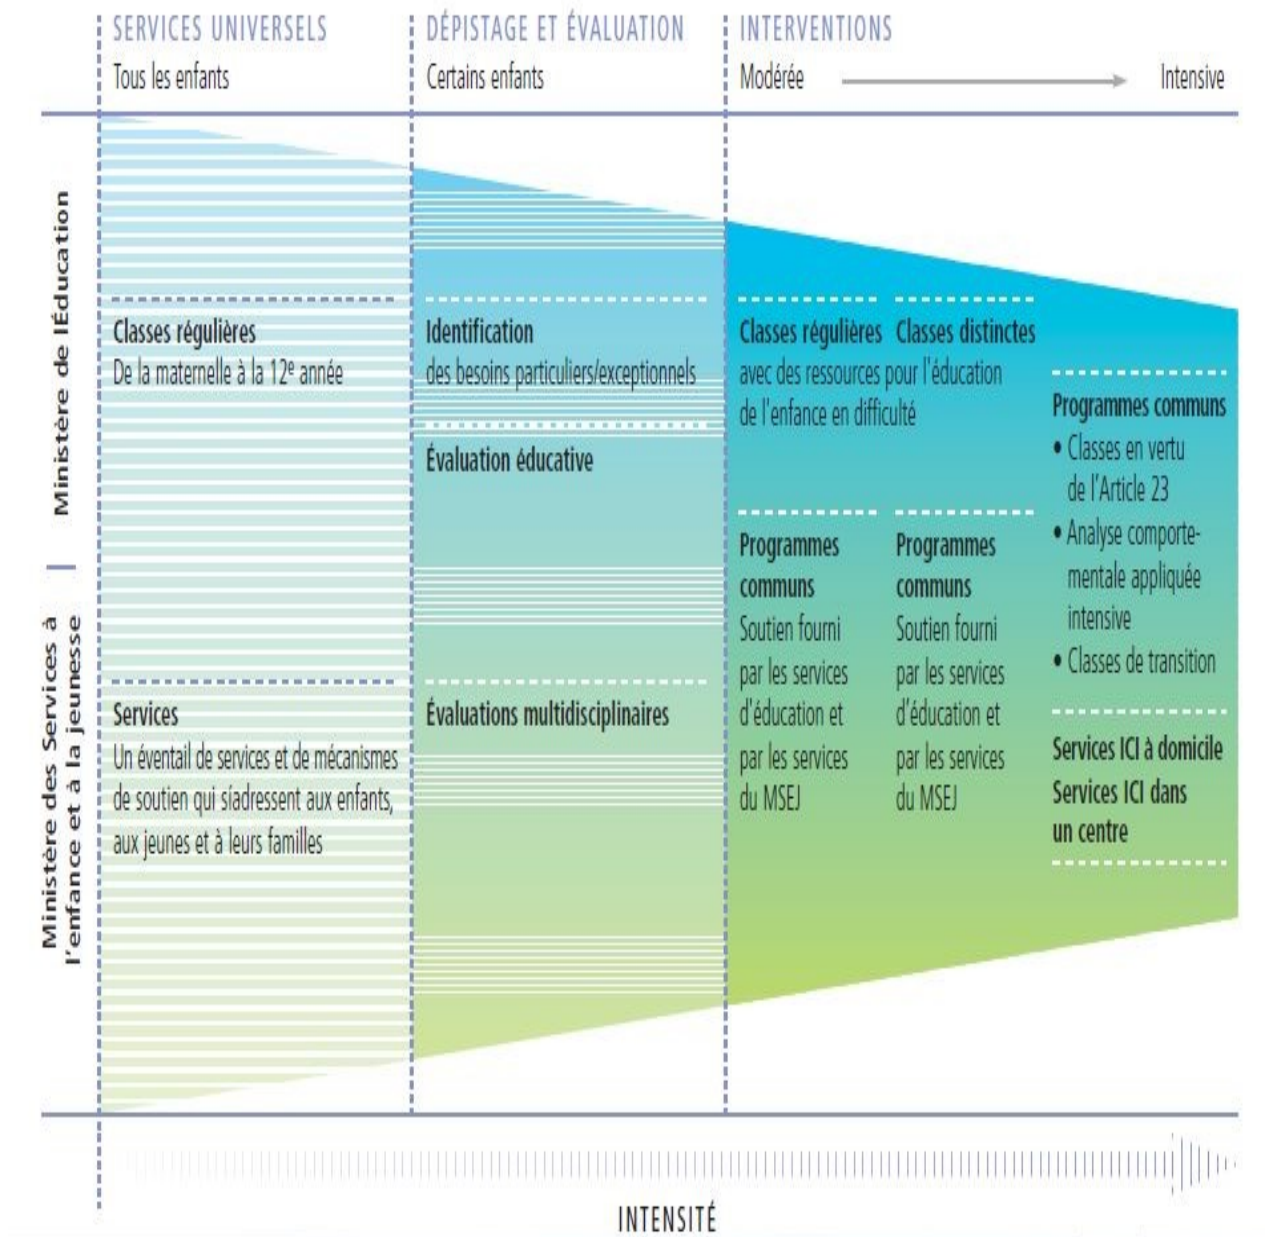 SERVICES UNIVERSELS
Tous les enfants
DÉPISTAGE ET ÉVALUATION
Certains enfants
INTERVENTIONS
Modérée
Intensive
Ministère de lÉducation
Ministère des Services à
l'enfance et à la jeunesse
Classes régulières
De la maternelle à la 12e année
Services
Un éventail de services et de mécanismes
de soutien qui síadressent aux enfants,
aux jeunes et à leurs familles
Identification
des besoins particuliers/exceptionnels
Évaluation éducative
Évaluations multidisciplinaires
Classes régulières Classes distinctes
avec des ressources pour l'éducation
de l'enfance en difficulté
Programmes
communs
Soutien fourni
par les services
d'éducation et
par les services
du MSEJ
Programmes
communs
Soutien fourni
par les services
d'éducation et
par les services
du MSEJ
Programmes communs
• Classes en vertu
de l'Article 23
• Analyse comporte-
mentale appliquée
intensive
• Classes de transition
Services ICI à domicile
Services ICI dans
un centre
INTENSITÉ